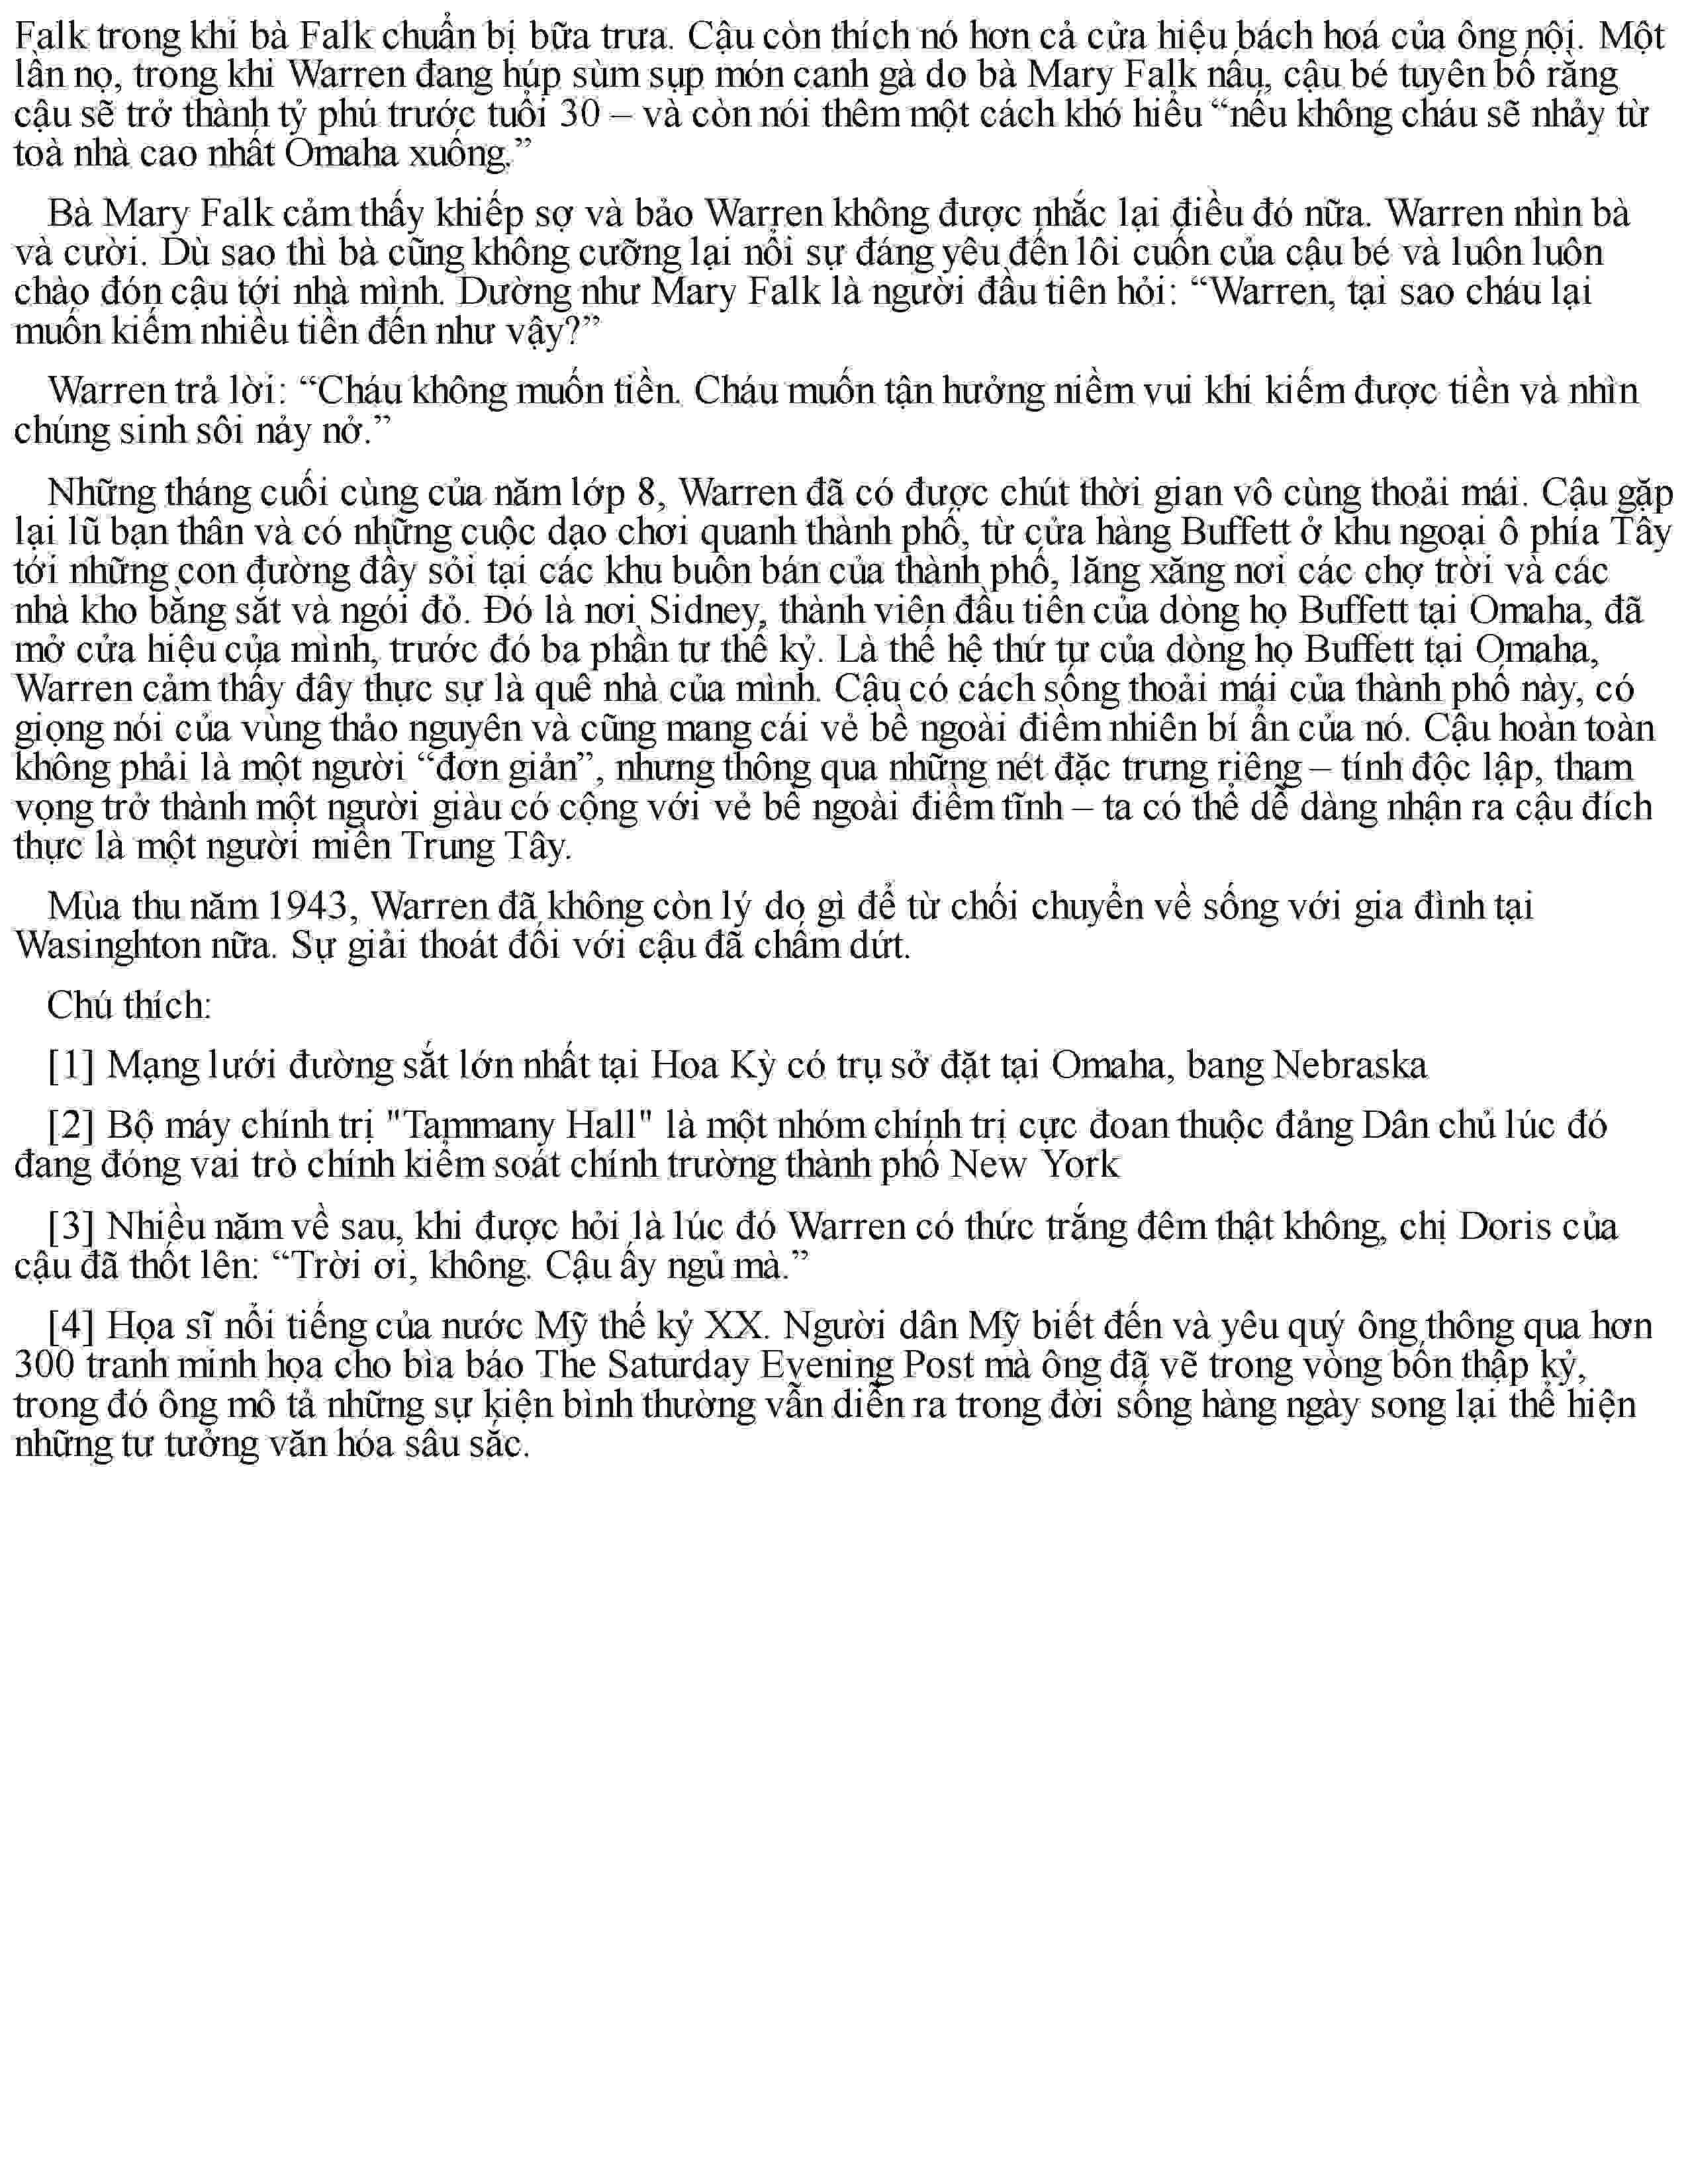 Falk trong khi bà Falk chuẩn bị bữa trưa. Cậu còn thích nó hơn cả cửa hiệu bách hoá của ông nội. Một
lần nọ, trong khi Warren đang húp sùm sụp món canh gà do bà Mary Falk nấu, cậu bé tuyên bố rằng
cậu sẽ trở thành tỷ phú trước tuổi 30 – và còn nói thêm một cách khó hiểu “nếu không cháu sẽ nhảy từ
toà nhà cao nhất Omaha xuống.”
Bà Mary Falk cảm thấy khiếp sợ và bảo Warren không được nhắc lại điều đó nữa. Warren nhìn bà
và cười. Dù sao thì bà cũng không cưỡng lại nổi sự đáng yêu đến lôi cuốn của cậu bé và luôn luôn
chào đón cậu tới nhà mình. Dường như Mary Falk là người đầu tiên hỏi: “Warren, tại sao cháu lại
muốn kiếm nhiều tiền đến như vậy?”
Warren trả lời: “Cháu không muốn tiền. Cháu muốn tận hưởng niềm vui khi kiếm được tiền và nhìn
chúng sinh sôi nảy nở.”
Những tháng cuối cùng của năm lớp 8, Warren đã có được chút thời gian vô cùng thoải mái. Cậu gặp
lại lũ bạn thân và có những cuộc dạo chơi quanh thành phố, từ cửa hàng Buffett ở khu ngoại ô phía Tây
tới những con đường đầy sỏi tại các khu buôn bán của thành phố, lăng xăng nơi các chợ trời và các
nhà kho bằng sắt và ngói đỏ. Đó là nơi Sidney, thành viên đầu tiên của dòng họ Buffett tại Omaha, đã
mở cửa hiệu của mình, trước đó ba phần tư thế kỷ. Là thế hệ thứ tư của dòng họ Buffett tại Omaha,
Warren cảm thấy đây thực sự là quê nhà của mình. Cậu có cách sống thoải mái của thành phố này, có
giọng nói của vùng thảo nguyên và cũng mang cái vẻ bề ngoài điềm nhiên bí ẩn của nó. Cậu hoàn toàn
không phải là một người “đơn giản”, nhưng thông qua những nét đặc trưng riêng – tính độc lập, tham
vọng trở thành một người giàu có cộng với vẻ bề ngoài điềm tĩnh – ta có thể dễ dàng nhận ra cậu đích
thực là một người miền Trung Tây.
Mùa thu năm 1943, Warren đã không còn lý do gì để từ chối chuyển về sống với gia đình tại
Wasinghton nữa. Sự giải thoát đối với cậu đã chấm dứt.
Chú thích:
[1] Mạng lưới đường sắt lớn nhất tại Hoa Kỳ có trụ sở đặt tại Omaha, bang Nebraska
[2] Bộ máy chính trị "Tammany Hall" là một nhóm chính trị cực đoan thuộc đảng Dân chủ lúc đó
đang đóng vai trò chính kiểm soát chính trường thành phố New York
[3] Nhiều năm về sau, khi được hỏi là lúc đó Warren có thức trắng đêm thật không, chị Doris của
cậu đã thốt lên: “Trời ơi, không. Cậu ấy ngủ mà.”
[4] Họa sĩ nổi tiếng của nước Mỹ thế kỷ XX. Người dân Mỹ biết đến và yêu quý ông thông qua hơn
300 tranh minh họa cho bìa báo The Saturday Evening Post mà ông đã vẽ trong vòng bốn thập kỷ,
trong đó ông mô tả những sự kiện bình thường vẫn diễn ra trong đời sống hàng ngày song lại thể hiện
những tư tưởng văn hóa sâu sắc.